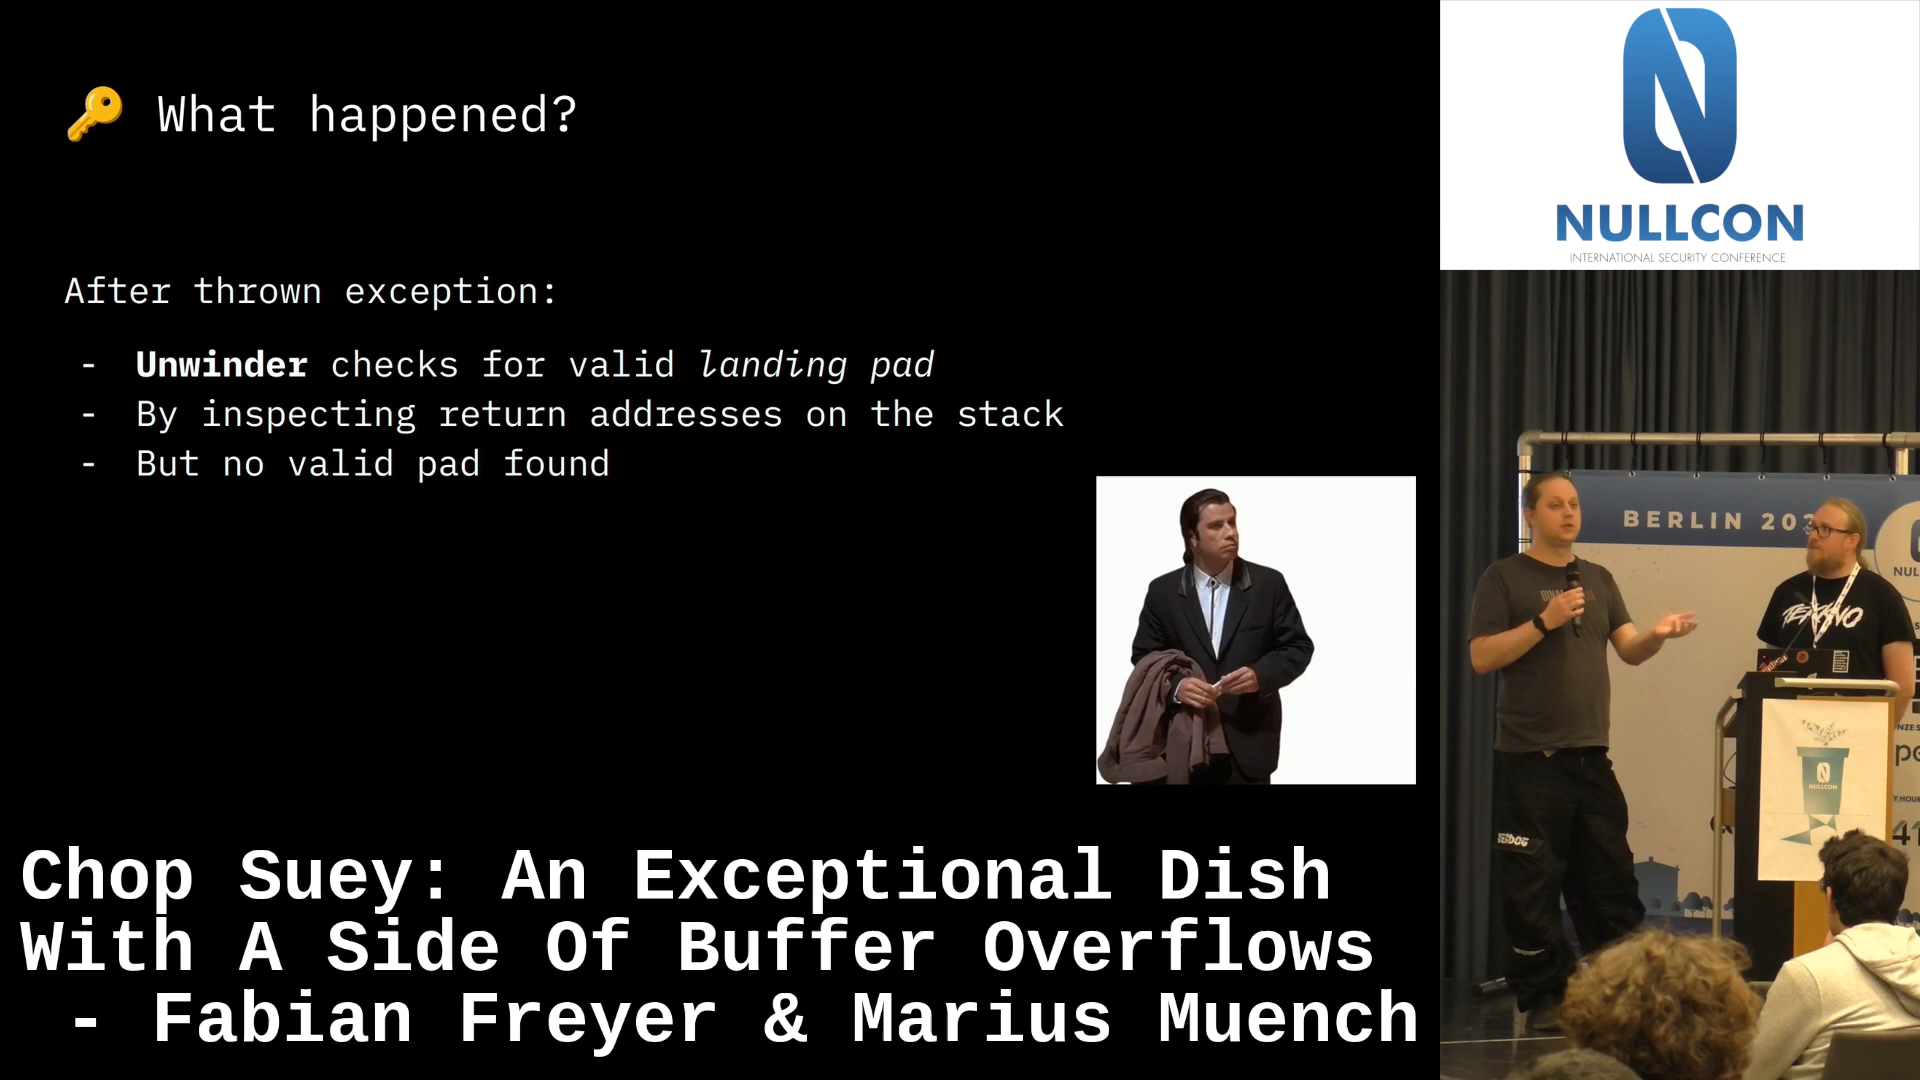 What happened?
After thrown exception:
- Unwinder checks for valid landing pad
- By inspecting return addresses on the stack
- But no valid pad found
Chop Suey: An Exceptional Dish
With A Side Of Buffer Overflows
- Fabian Freyer & Marius Muench
NULLCON
INTERNATIONAL SECURITY CONFERENCE
BERLIN
NULLCON